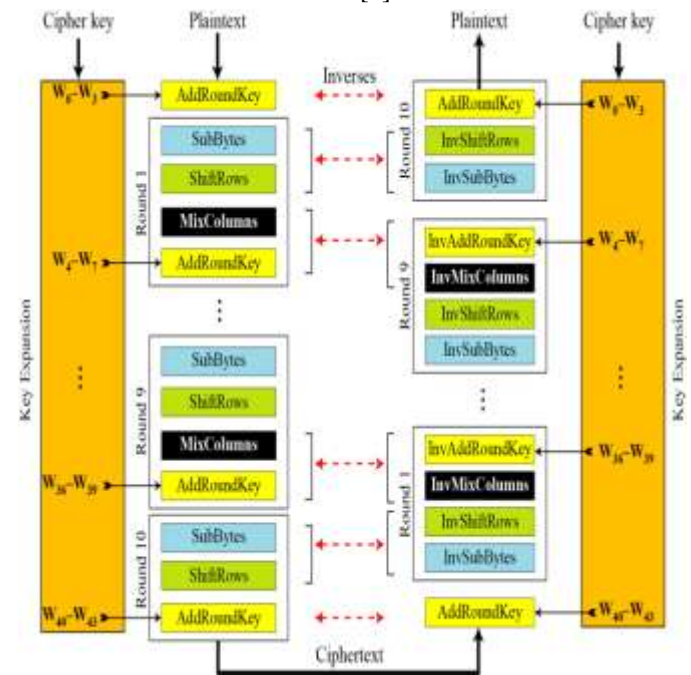 Cipher key
Plaintext
Plaintext
Cipher key
Inverses
W0–W3
AddRoundKey
AddRoundKey
W0–W3
SubBytes
ShiftRows
MixColumns
AddRoundKey
Round 1
W4–W7
InvShiftRows
InvSubBytes
Round 10
InvAddRoundKey
InvMixColumns
InvShiftRows
InvSubBytes
Round 9
W4–W7
Key Expansion
⋮
⋮
SubBytes
ShiftRows
MixColumns
AddRoundKey
Round 9
W36–W39
⋮
⋮
Key Expansion
InvAddRoundKey
InvMixColumns
InvShiftRows
InvSubBytes
Round 1
W36–W39
SubBytes
ShiftRows
AddRoundKey
Round 10
W40–W43
AddRoundKey
W40–W43
Ciphertext